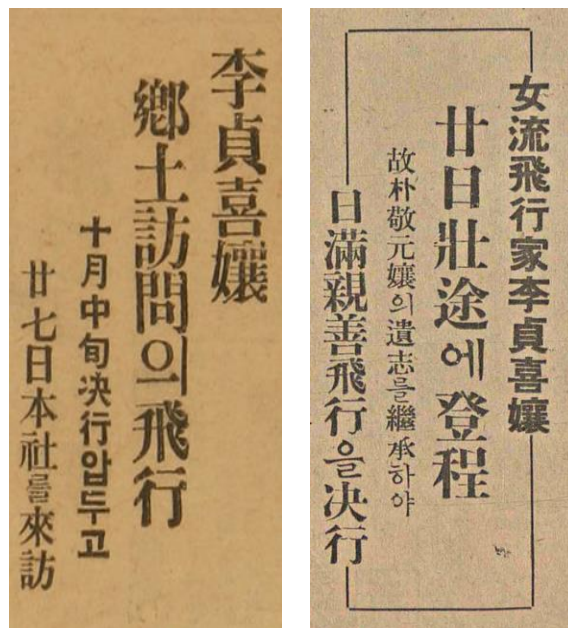 李貞喜孃
鄕土訪問의飛行
十月中旬决行압두고
廿七日本社를來訪
女流飛行家李貞喜孃
廿日壯途에登程
故朴敬元孃의遺志를繼承하야
日滿親善飛行을决行